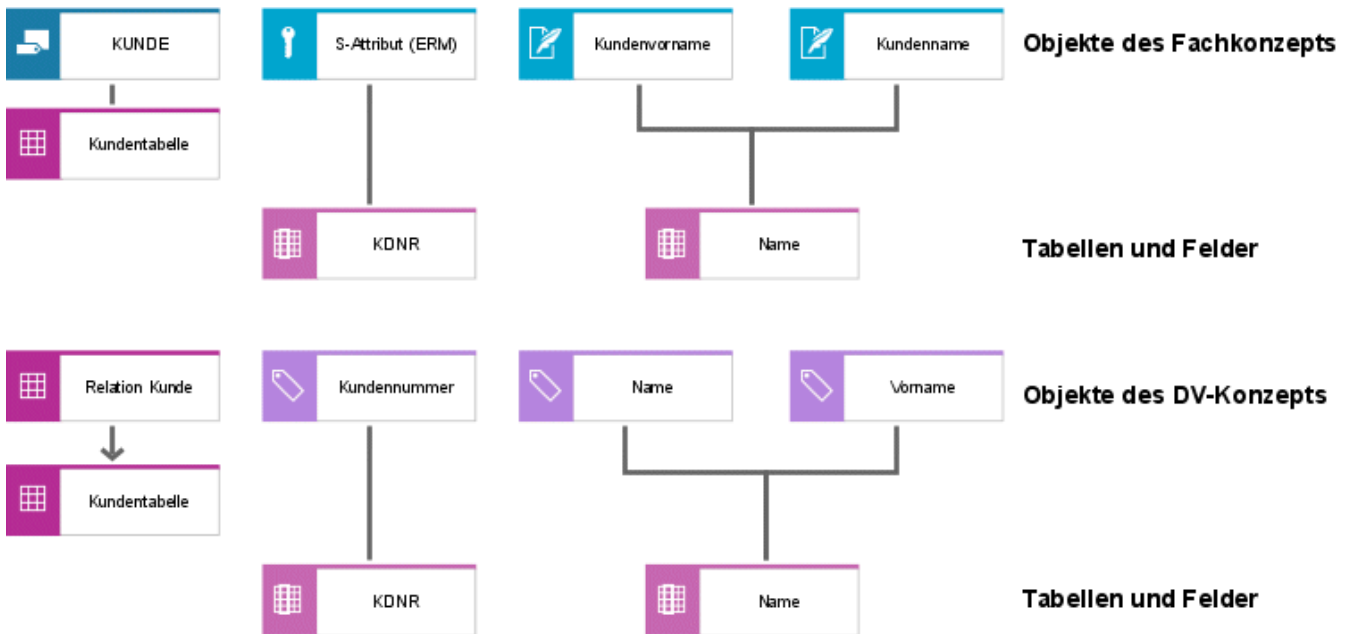 KUNDE
S-Attribut (ERM)
Kundenvorname
Kundenname
Objekte des Fachkonzepts
Kundentabelle
KDNR
Name
Tabellen und Felder
Relation Kunde
Kundennummer
Name
Vorname
Objekte des DV-Konzepts
Kundentabelle
KDNR
Name
Tabellen und Felder